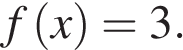 f (x) = 3.